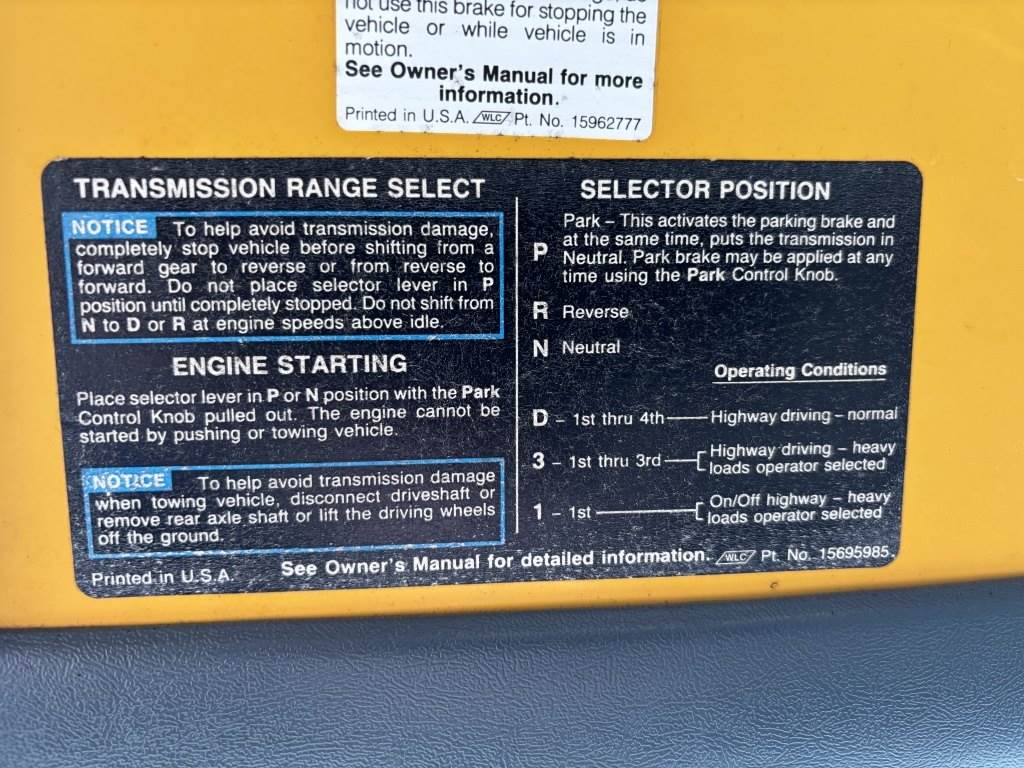 not use this brake for stopping the
vehicle or while vehicle is in
motion.
See Owner's Manual for more
information.
Printed in U.S.A. WLC Pt. No. 15962777
TRANSMISSION RANGE SELECT
NOTICE To help avoid transmission damage,
completely stop vehicle before shifting from a
forward gear to reverse or from reverse to
forward. Do not place selector lever in P
position until completely stopped. Do not shift from
N to D or R at engine speeds above idle.
ENGINE STARTING
Place selector lever in P or N position with the Park
Control Knob pulled out. The engine cannot be
started by pushing or towing vehicle.
NOTICE To help avoid transmission damage
when towing vehicle, disconnect driveshaft or
remove rear axle shaft or lift the driving wheels
off the ground.
SELECTOR POSITION
Park – This activates the parking brake and
P at the same time, puts the transmission in
Neutral. Park brake may be applied at any
time using the Park Control Knob.
R Reverse
N Neutral
Operating Conditions
D – 1st thru 4th — Highway driving – normal
3 – 1st thru 3rd — Highway driving – heavy
loads operator selected
1 – 1st — On/Off highway – heavy
loads operator selected
Printed in U.S.A. See Owner's Manual for detailed information. WLC Pt. No. 15695985